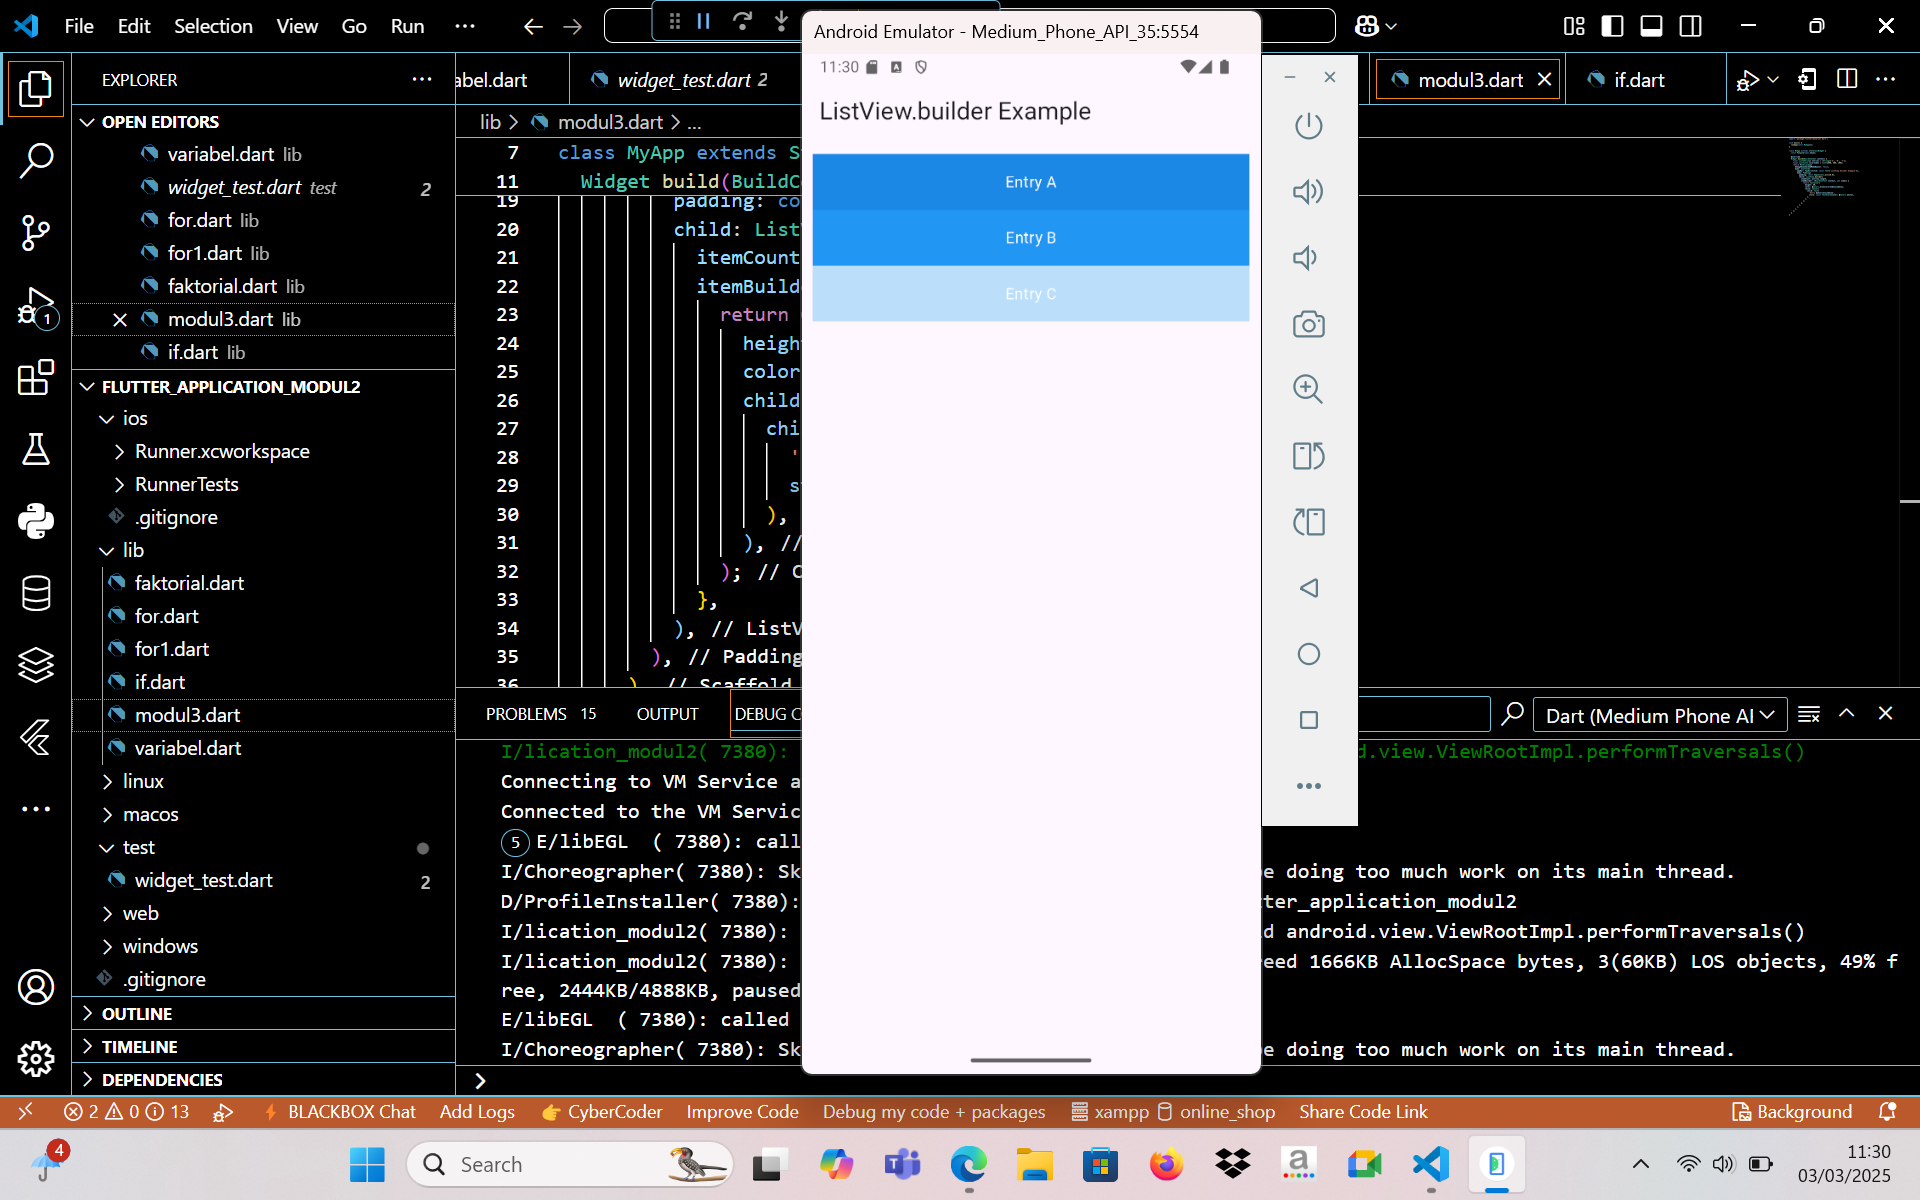 File Edit Selection View Go Run ···
EXPLORER
OPEN EDITORS
variabel.dart lib
widget_test.dart test 2
for.dart lib
for1.dart lib
faktorial.dart lib
modul3.dart lib
if.dart lib
FLUTTER_APPLICATION_MODUL2
ios
Runner.xcworkspace
RunnerTests
.gitignore
lib
faktorial.dart
for.dart
for1.dart
if.dart
modul3.dart
variabel.dart
linux
macos
test
widget_test.dart 2
web
windows
.gitignore
OUTLINE
TIMELINE
DEPENDENCIES
1
abel.dart
widget_test.dart 2
modul3.dart
if.dart
lib > modul3.dart > ...
7 class MyApp extends S
11 Widget build(BuildC
19 padding: co
20 child: List
21 itemCount
22 itemBuild
23 return
24 heigh
25 color
26 child
27 chi
28 '
29 s
30 ),
31 ), //
32 ); // C
33 },
34 ), // ListV
35 ), // Padding
36 ) // Scaffold
Android Emulator - Medium_Phone_API_35:5554
11:30
ListView.builder Example
Entry A
Entry B
Entry C
PROBLEMS 15 OUTPUT DEBUG C
Dart (Medium Phone AI
I/lication_modul2( 7380): d.view.ViewRootImpl.performTraversals()
Connecting to VM Service a
Connected to the VM Servic
5 E/libEGL ( 7380): call
I/Choreographer( 7380): Sk e doing too much work on its main thread.
D/ProfileInstaller( 7380): ter_application_modul2
I/lication_modul2( 7380): d android.view.ViewRootImpl.performTraversals()
I/lication_modul2( 7380): reed 1666KB AllocSpace bytes, 3(60KB) LOS objects, 49% f
ree, 2444KB/4888KB, paused
E/libEGL ( 7380): called
I/Choreographer( 7380): Sk e doing too much work on its main thread.
>
2 0 13 BLACKBOX Chat Add Logs CyberCoder Improve Code Debug my code + packages xampp online_shop Share Code Link Background
4
Search
11:30
03/03/2025